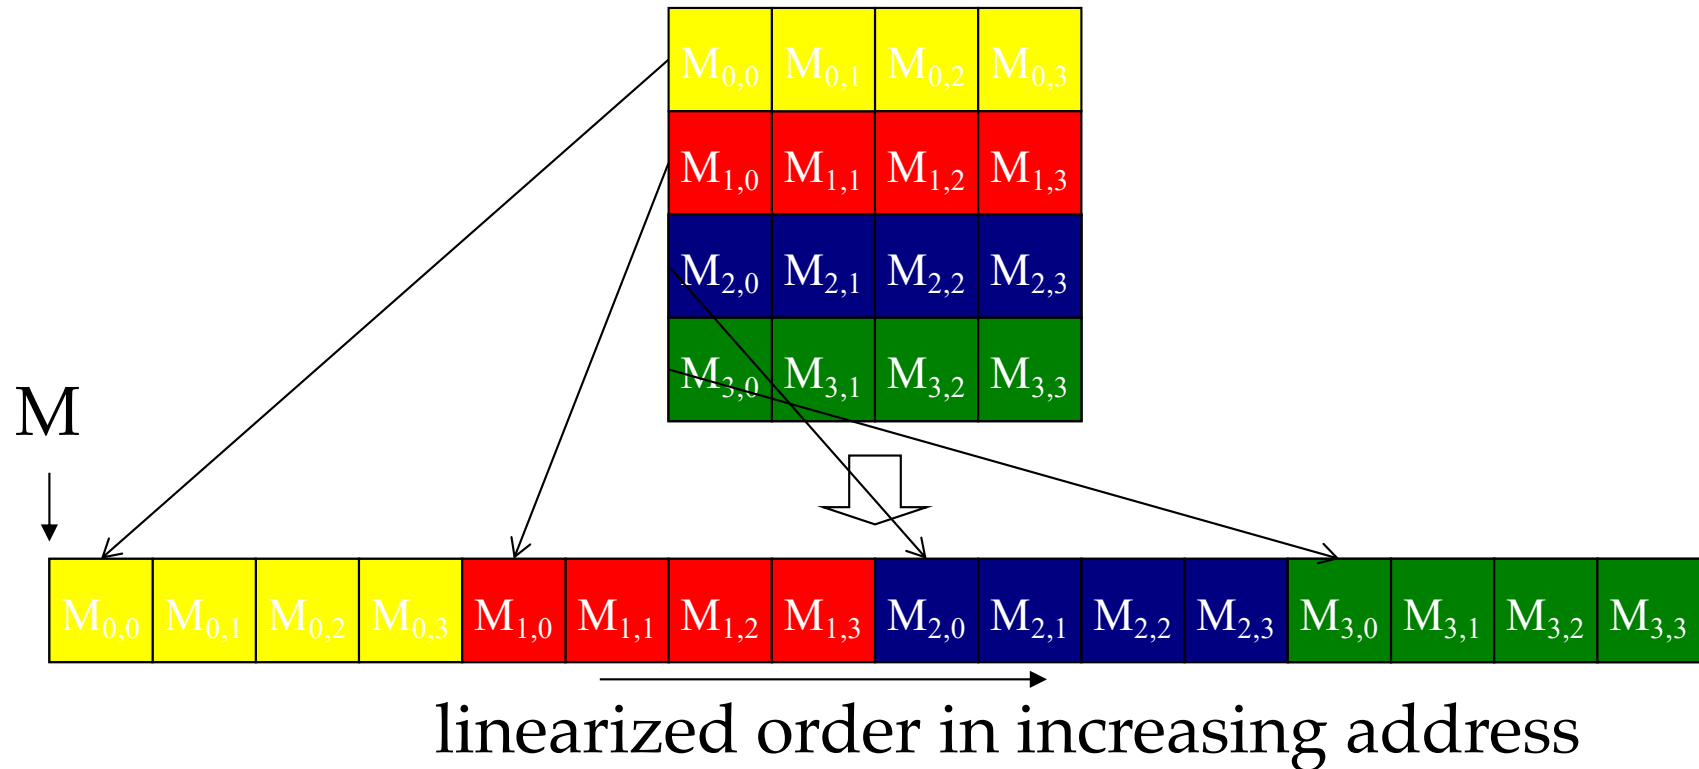 M0,0 M0,1 M0,2 M0,3
M1,0 M1,1 M1,2 M1,3
M2,0 M2,1 M2,2 M2,3
M3,0 M3,1 M3,2 M3,3
M
M0,0 M0,1 M0,2 M0,3 M1,0 M1,1 M1,2 M1,3 M2,0 M2,1 M2,2 M2,3 M3,0 M3,1 M3,2 M3,3
linearized order in increasing address